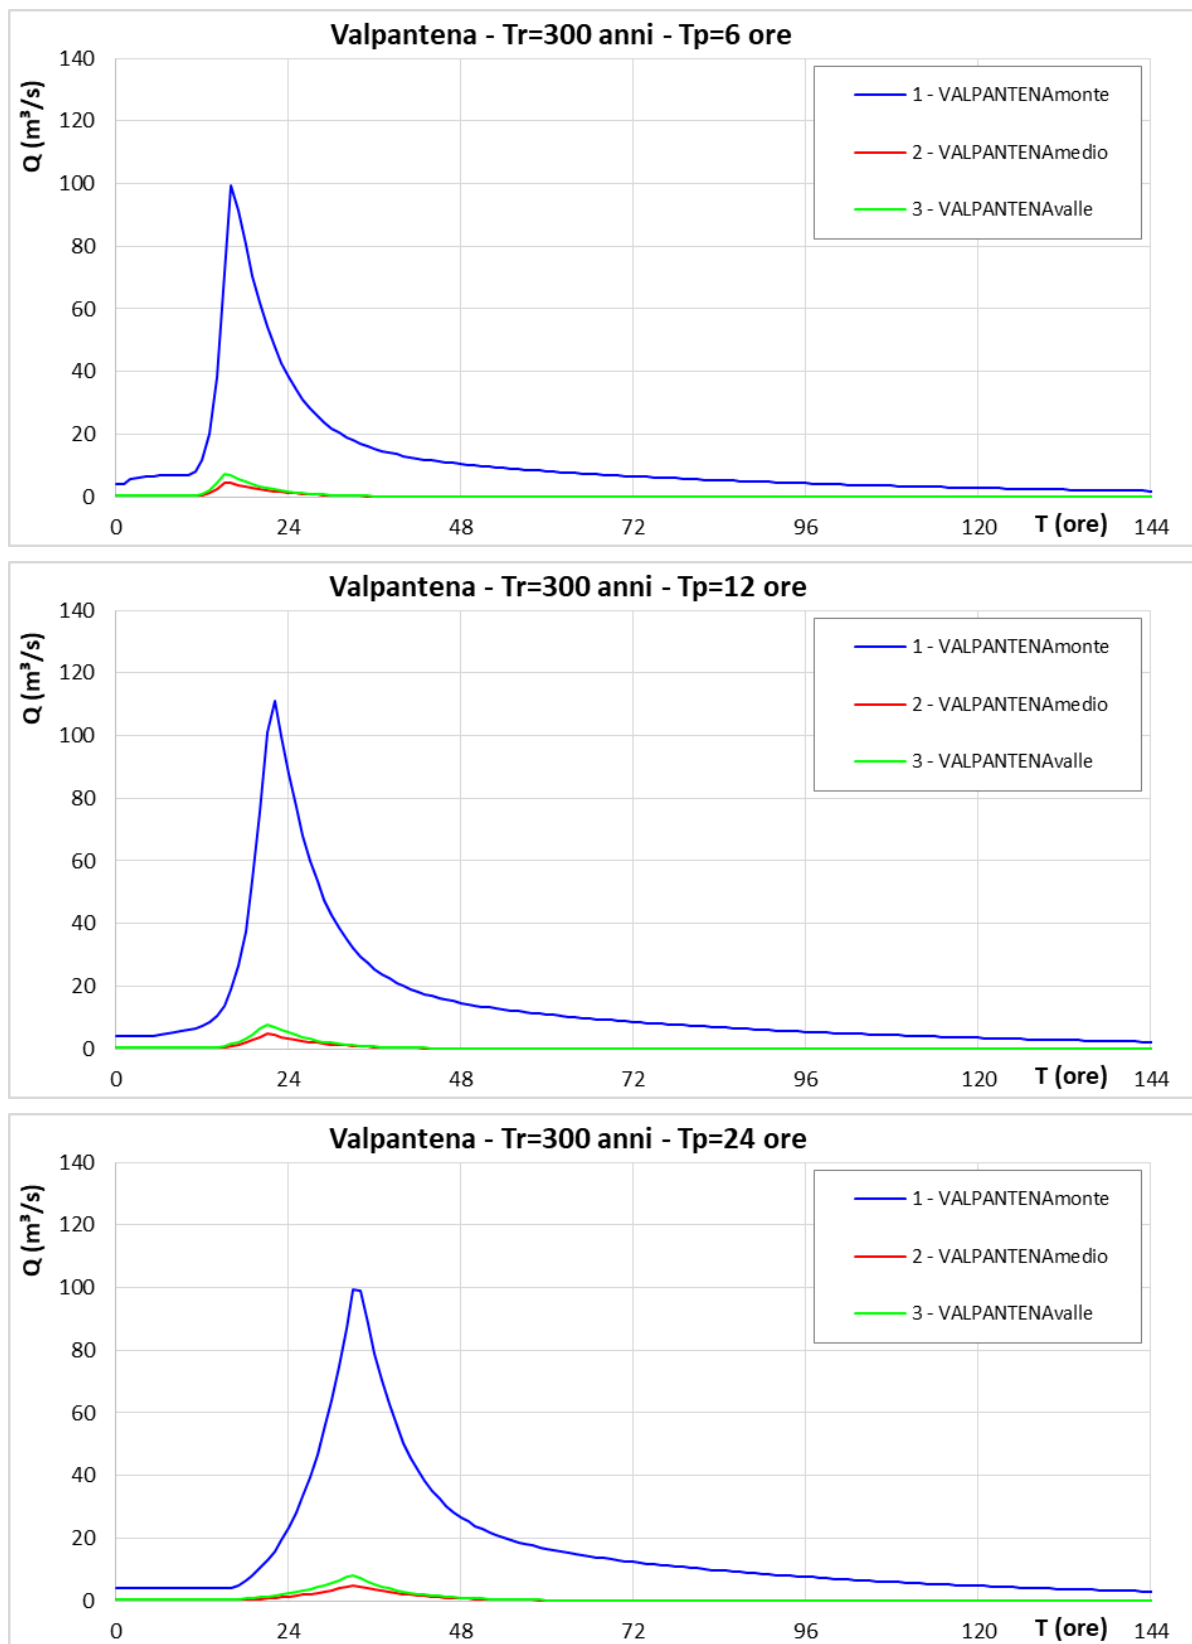 Valpantena - Tr=300 anni - Tp=6 ore
Q (m³/s)
140
120
100
80
60
40
20
0
1 - VALPANTENAmonte
2 - VALPANTENAmedio
3 - VALPANTENAvalle
0 24 48 72 96 120 T (ore) 144
Valpantena - Tr=300 anni - Tp=12 ore
Q (m³/s)
140
120
100
80
60
40
20
0
1 - VALPANTENAmonte
2 - VALPANTENAmedio
3 - VALPANTENAvalle
0 24 48 72 96 120 T (ore) 144
Valpantena - Tr=300 anni - Tp=24 ore
Q (m³/s)
140
120
100
80
60
40
20
0
1 - VALPANTENAmonte
2 - VALPANTENAmedio
3 - VALPANTENAvalle
0 24 48 72 96 120 T (ore) 144